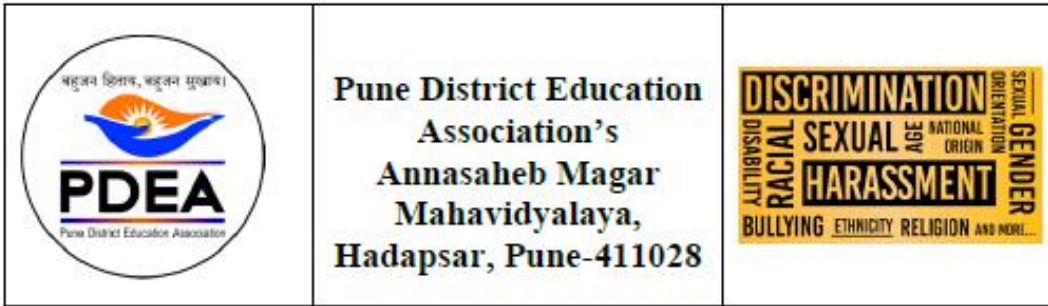 बहुजन हिताय, बहुजन सुखाय।
PDEA
Pune District Education Association
Pune District Education
Association’s
Annasaheb Magar
Mahavidyalaya,
Hadapsar, Pune-411028
DISCRIMINATION
SEXUAL ORIENTATION
GENDER
DISABILITY
RACIAL
SEXUAL
AGE
NATIONAL
ORIGIN
HARASSMENT
BULLYING ETHNICITY RELIGION AND MORE...